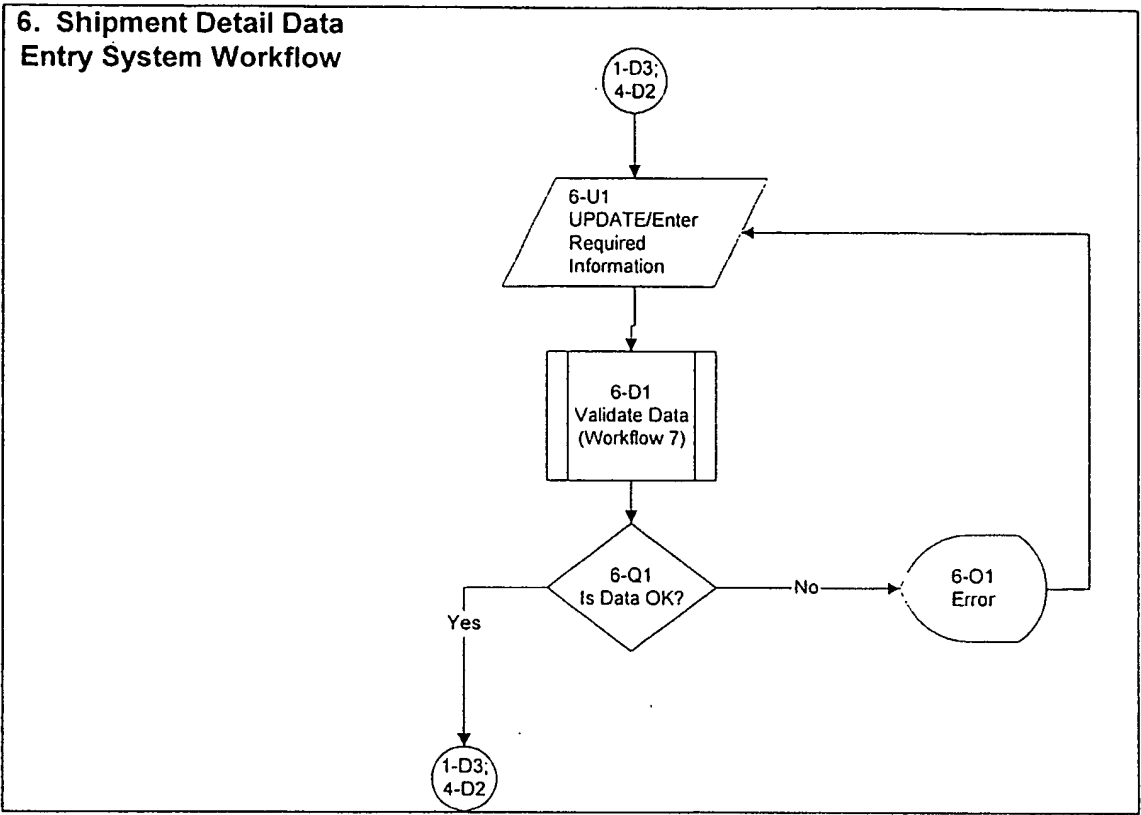 6. Shipment Detail Data
Entry System Workflow
1-D3;
4-D2
6-U1
UPDATE/Enter
Required
Information
6-D1
Validate Data
(Workflow 7)
6-Q1
Is Data OK?
No
6-O1
Error
Yes
1-D3;
4-D2